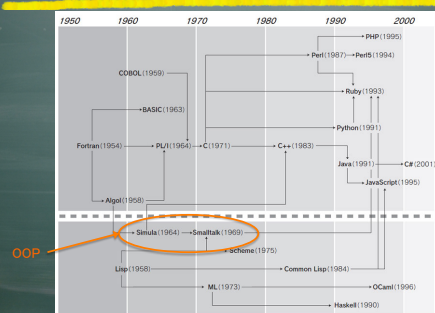 1950 1960 1970 1980 1990 2000
PHP (1995)
Perl (1987) Perl5 (1994)
COBOL (1959)
Ruby (1993)
BASIC (1963)
Python (1991)
Fortran (1954) PL/I (1964) C (1971) C++ (1983)
Java (1991) C# (2001)
JavaScript (1995)
Algol (1958)
Simula (1964) Smalltalk (1969)
OOP
Scheme (1975)
Lisp (1958) Common Lisp (1984)
ML (1973) OCaml (1996)
Haskell (1990)